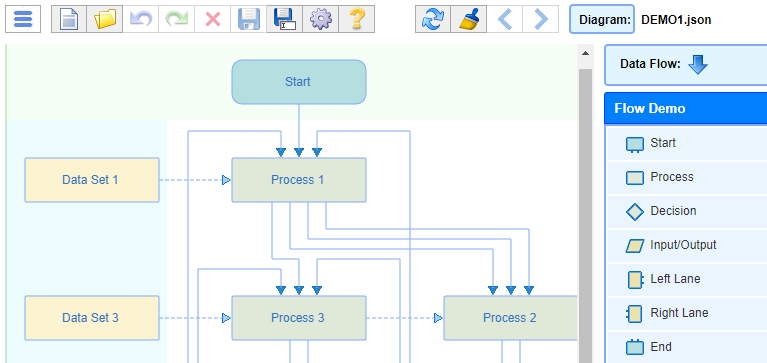 Diagram: DEMO1.json
Data Flow:
Flow Demo
Start
Process
Decision
Input/Output
Left Lane
Right Lane
End
Start
Data Set 1
Process 1
Data Set 3
Process 3
Process 2